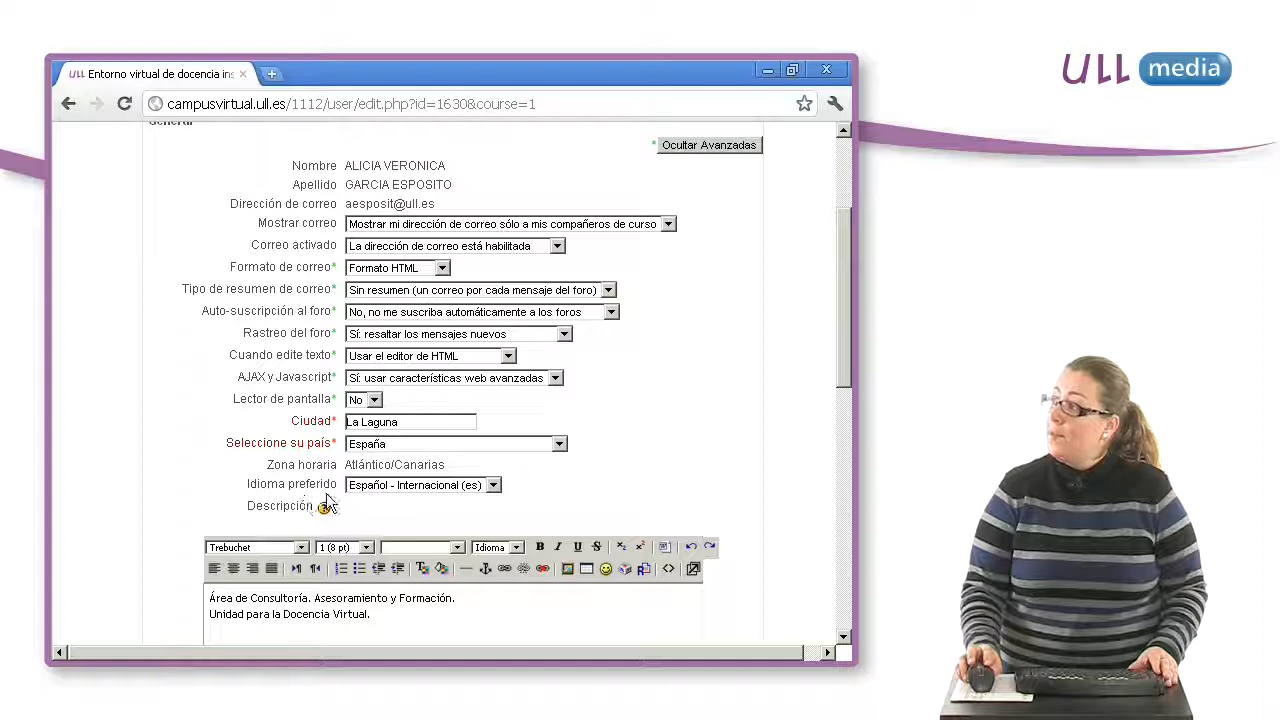 ULL media
ULL Entorno virtual de docencia ins
campusvirtual.ull.es/1112/user/edit.php?id=1630&course=1
General
* Ocultar Avanzadas
Nombre ALICIA VERONICA
Apellido GARCIA ESPOSITO
Dirección de correo aesposit@ull.es
Mostrar correo Mostrar mi dirección de correo sólo a mis compañeros de curso
Correo activado La dirección de correo está habilitada
Formato de correo* Formato HTML
Tipo de resumen de correo* Sin resumen (un correo por cada mensaje del foro)
Auto-suscripción al foro* No, no me suscriba automáticamente a los foros
Rastreo del foro* Sí: resaltar los mensajes nuevos
Cuando edite texto* Usar el editor de HTML
AJAX y Javascript* Sí: usar características web avanzadas
Lector de pantalla* No
Ciudad* La Laguna
Seleccione su país* España
Zona horaria Atlántico/Canarias
Idioma preferido Español - Internacional (es)
Descripción
Trebuchet 1 (8 pt) Idioma B I U S
Área de Consultoría. Asesoramiento y Formación.
Unidad para la Docencia Virtual.